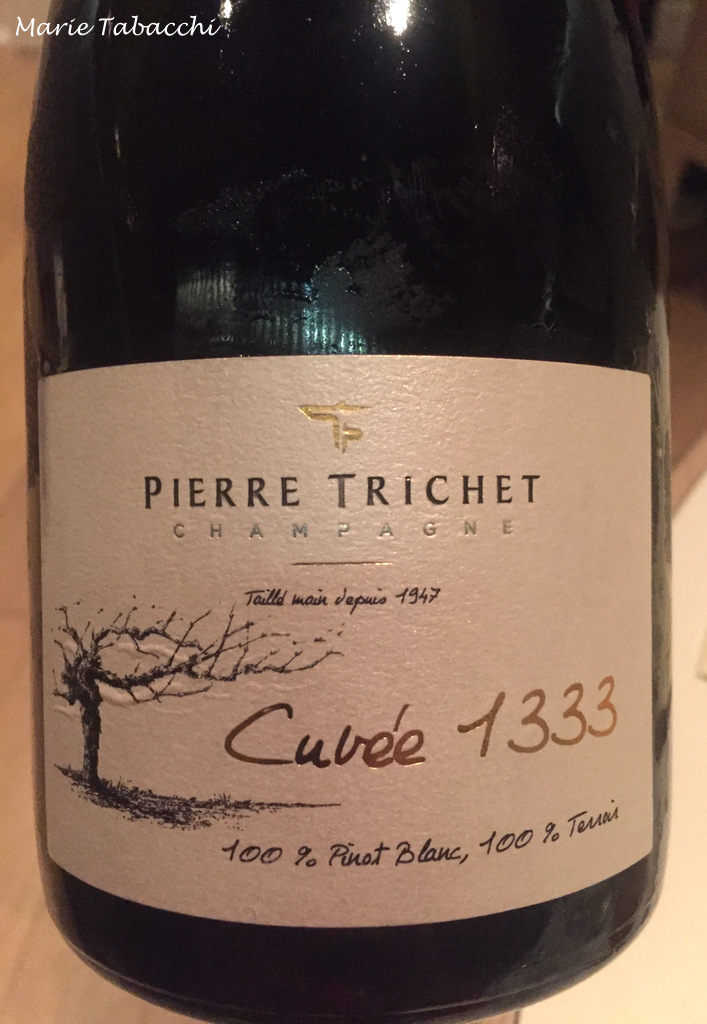 Marie Tabacchi
PIERRE TRICHET
CHAMPAGNE
Taillé main depuis 1947
Cuvée 1333
100 % Pinot Blanc, 100 % Terroir